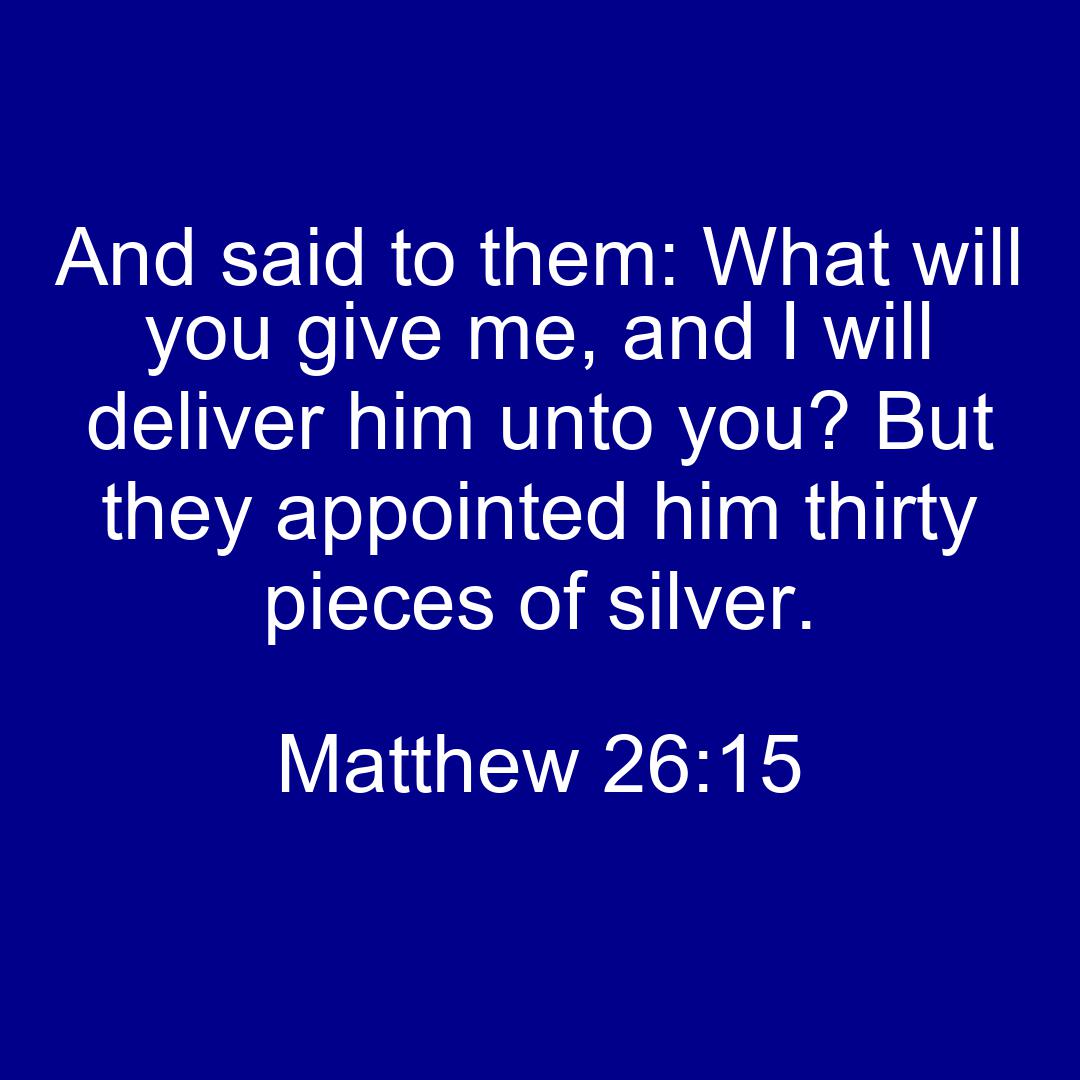 And said to them: What will
you give me, and I will
deliver him unto you? But
they appointed him thirty
pieces of silver.
Matthew 26:15